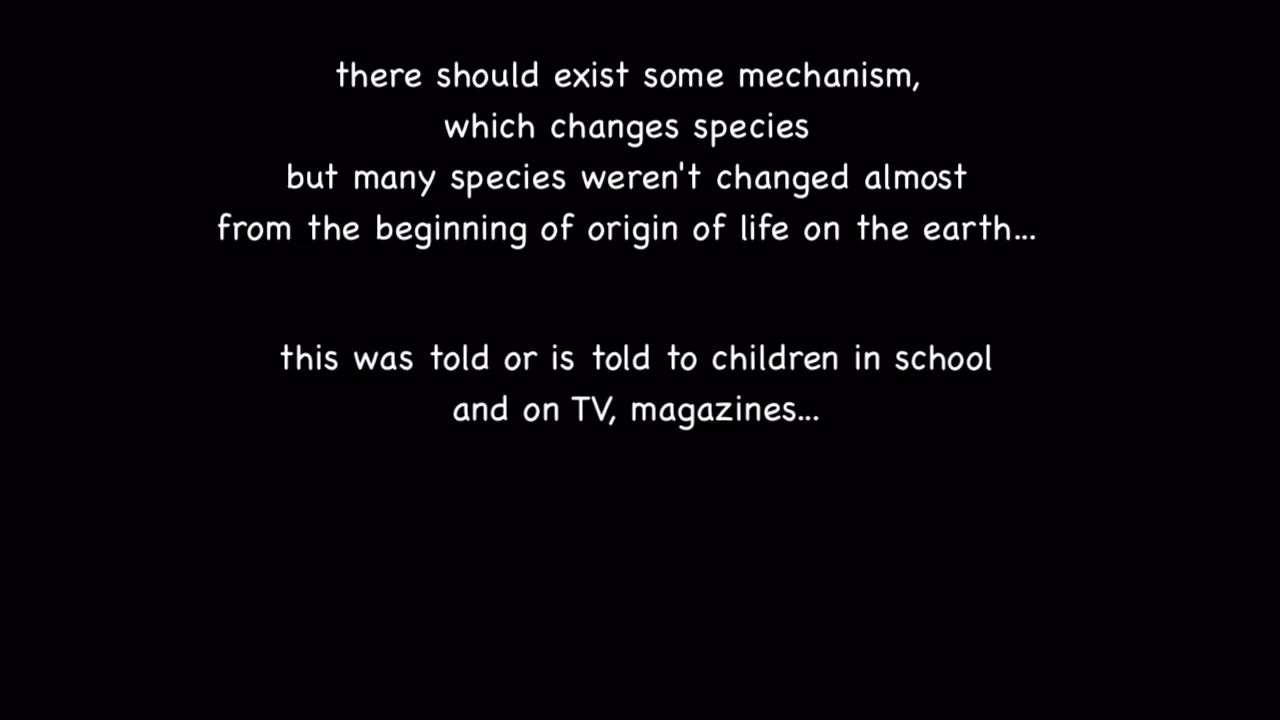 there should exist some mechanism,
which changes species
but many species weren't changed almost
from the beginning of origin of life on the earth...
this was told or is told to children in school
and on TV, magazines...